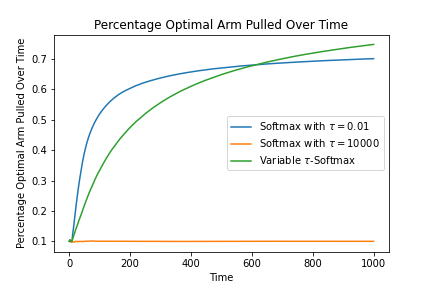 Percentage Optimal Arm Pulled Over Time
Percentage Optimal Arm Pulled Over Time
0.7
0.6
0.5
0.4
0.3
0.2
0.1
Softmax with τ = 0.01
Softmax with τ = 10000
Variable τ-Softmax
0
200
400
600
800
1000
Time